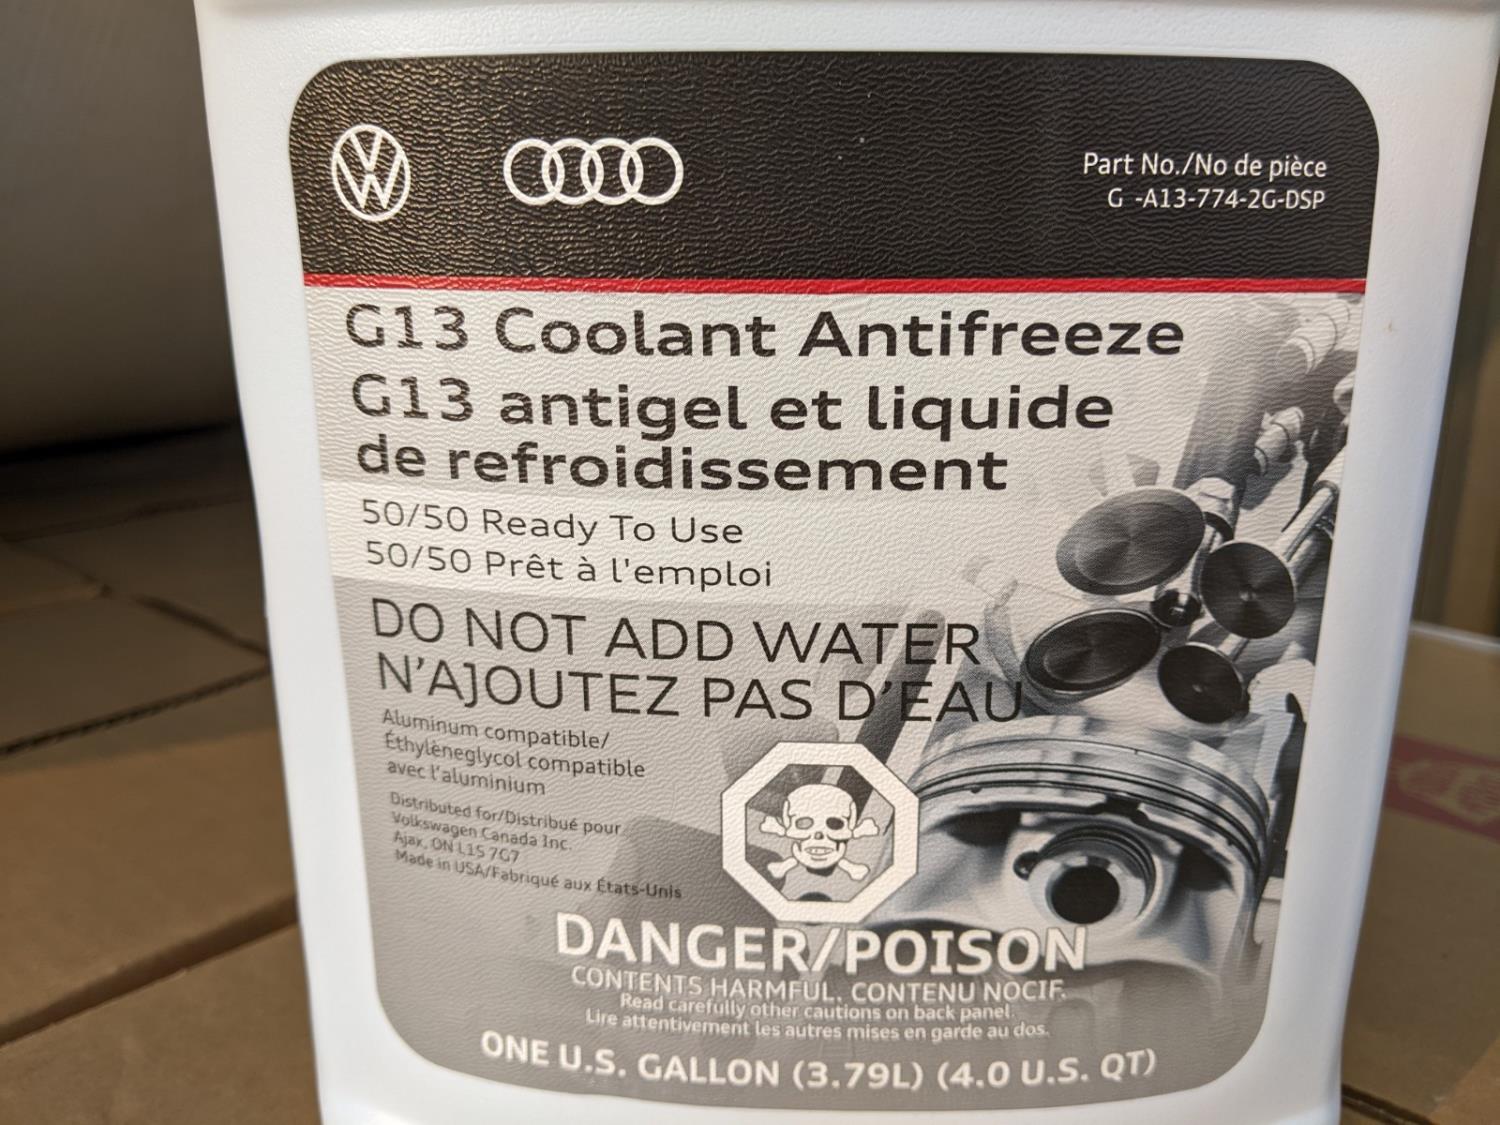 Part No./No de pièce
G -A13-774-2G-DSP
G13 Coolant Antifreeze
G13 antigel et liquide
de refroidissement
50/50 Ready To Use
50/50 Prêt à l'emploi
DO NOT ADD WATER
N'AJOUTEZ PAS D'EAU
Aluminum compatible/
Éthylèneglycol compatible
avec l'aluminium
Distributed for/Distribué pour
Volkswagen Canada Inc.
Ajax, ON L1S 7G7
Made in USA/Fabriqué aux États-Unis
DANGER/POISON
CONTENTS HARMFUL. CONTENU NOCIF.
Read carefully other cautions on back panel.
Lire attentivement les autres mises en garde au dos.
ONE U.S. GALLON (3.79L) (4.0 U.S. QT)